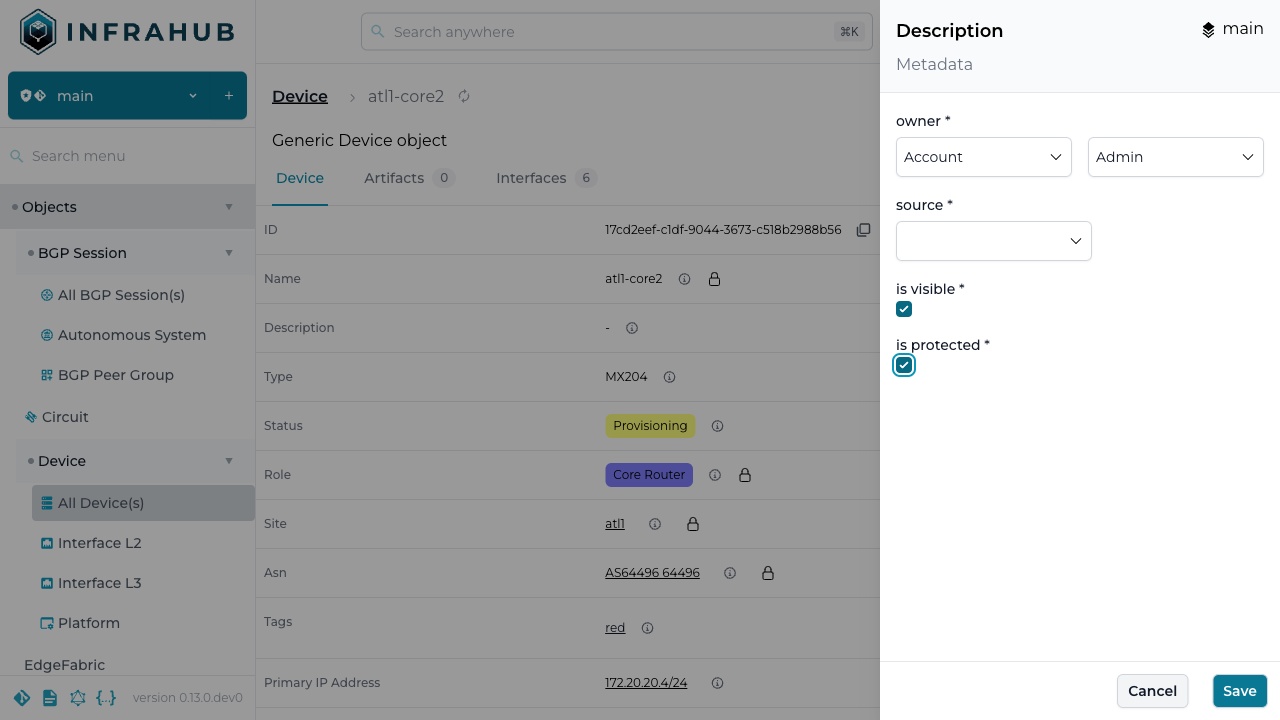 INFRAHUB
main
+
Search menu
Objects
BGP Session
All BGP Session(s)
Autonomous System
BGP Peer Group
Circuit
Device
All Device(s)
Interface L2
Interface L3
Platform
EdgeFabric
version 0.13.0.dev0
Search anywhere
⌘K
Device > atl1-core2
Generic Device object
Device Artifacts 0 Interfaces 6
ID 17cd2eef-c1df-9044-3673-c518b2988b56
Name atl1-core2
Description -
Type MX204
Status Provisioning
Role Core Router
Site atl1
Asn AS64496 64496
Tags red
Primary IP Address 172.20.20.4/24
Description main
Metadata
owner *
Account Admin
source *
is visible *
is protected *
Cancel Save